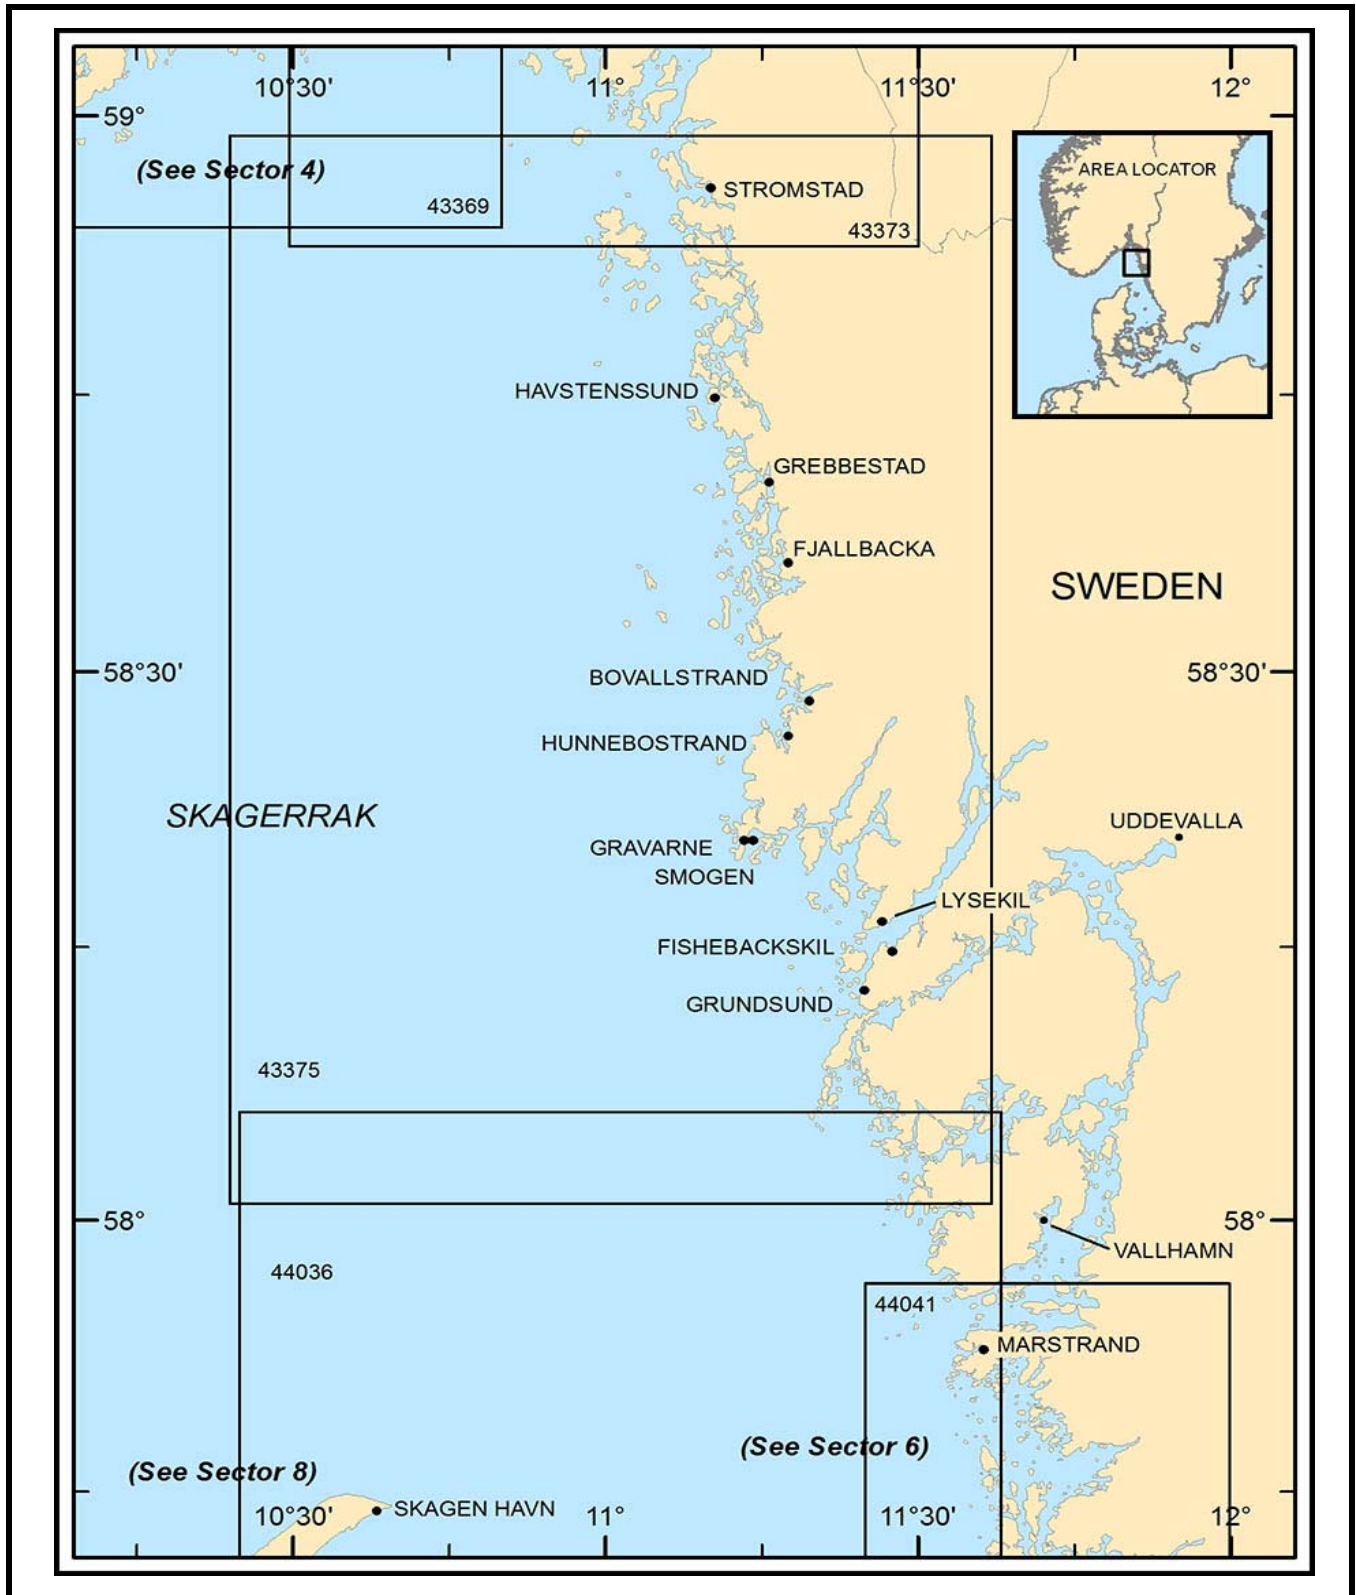 10°30'
11°
11°30'
12°
59°
(See Sector 4)
AREA LOCATOR
STROMSTAD
43369
43373
HAVSTENSSUND
GREBBESTAD
FJALLBACKA
SWEDEN
58°30'
BOVALLSTRAND
58°30'
HUNNEBOSTRAND
SKAGERRAK
UDDEVALLA
GRAVARNE
SMOGEN
LYSEKIL
FISHEBACKSKIL
GRUNDSUND
43375
58°
58°
VALLHAMN
44036
44041
MARSTRAND
(See Sector 6)
(See Sector 8)
SKAGEN HAVN
10°30'
11°
11°30'
12°